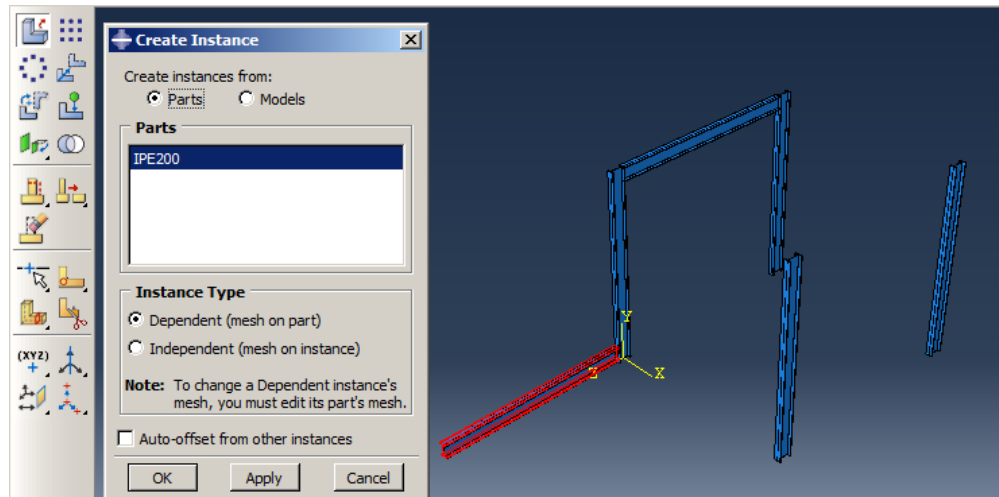 Create Instance
Create instances from:
Parts Models
Parts
IPE200
Instance Type
Dependent (mesh on part)
Independent (mesh on instance)
Note: To change a Dependent instance's
mesh, you must edit its part's mesh.
Auto-offset from other instances
OK Apply Cancel
(XYZ)
Y
Z
X